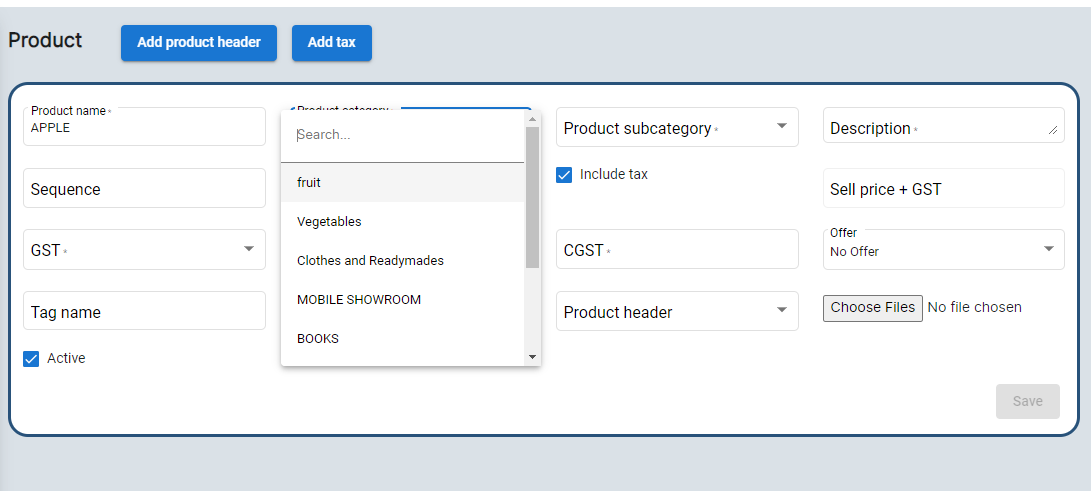 Product
Add product header
Add tax
Product name *
APPLE
Product category
Search...
fruit
Vegetables
Clothes and Readymades
MOBILE SHOWROOM
BOOKS
Product subcategory *
Description *
Sequence
Include tax
Sell price + GST
GST *
CGST *
Offer
No Offer
Tag name
Product header
Choose Files No file chosen
Active
Save